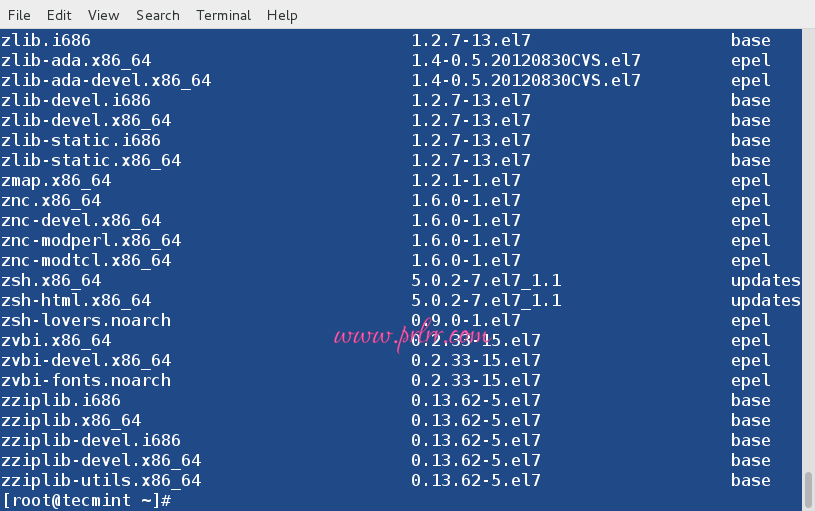 File Edit View Search Terminal Help
zlib.i686 1.2.7-13.el7 base
zlib-ada.x86_64 1.4-0.5.20120830CVS.el7 epel
zlib-ada-devel.x86_64 1.4-0.5.20120830CVS.el7 epel
zlib-devel.i686 1.2.7-13.el7 base
zlib-devel.x86_64 1.2.7-13.el7 base
zlib-static.i686 1.2.7-13.el7 base
zlib-static.x86_64 1.2.7-13.el7 base
zmap.x86_64 1.2.1-1.el7 epel
znc.x86_64 1.6.0-1.el7 epel
znc-devel.x86_64 1.6.0-1.el7 epel
znc-modperl.x86_64 1.6.0-1.el7 epel
znc-modtcl.x86_64 1.6.0-1.el7 epel
zsh.x86_64 5.0.2-7.el7_1.1 updates
zsh-html.x86_64 5.0.2-7.el7_1.1 updates
zsh-lovers.noarch 0.9.0-1.el7 epel
zvbi.x86_64 0.2.33-15.el7 epel
zvbi-devel.x86_64 0.2.33-15.el7 epel
zvbi-fonts.noarch 0.2.33-15.el7 epel
zziplib.i686 0.13.62-5.el7 base
zziplib.x86_64 0.13.62-5.el7 base
zziplib-devel.i686 0.13.62-5.el7 base
zziplib-devel.x86_64 0.13.62-5.el7 base
zziplib-utils.x86_64 0.13.62-5.el7 base
[root@tecmint ~]#